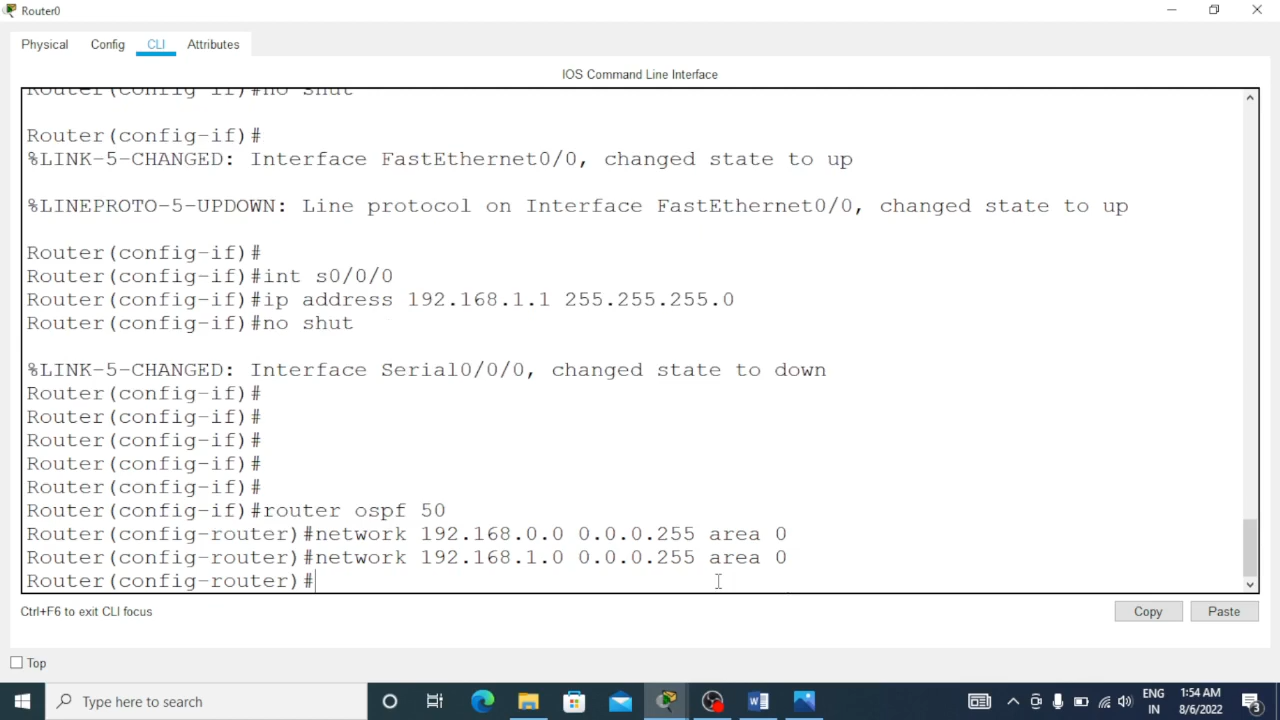 Router0
Physical Config CLI Attributes
IOS Command Line Interface
Router(config-if)#no shut
Router(config-if)#
%LINK-5-CHANGED: Interface FastEthernet0/0, changed state to up
%LINEPROTO-5-UPDOWN: Line protocol on Interface FastEthernet0/0, changed state to up
Router(config-if)#
Router(config-if)#int s0/0/0
Router(config-if)#ip address 192.168.1.1 255.255.255.0
Router(config-if)#no shut
%LINK-5-CHANGED: Interface Serial0/0/0, changed state to down
Router(config-if)#
Router(config-if)#
Router(config-if)#
Router(config-if)#
Router(config-if)#
Router(config-if)#router ospf 50
Router(config-router)#network 192.168.0.0 0.0.0.255 area 0
Router(config-router)#network 192.168.1.0 0.0.0.255 area 0
Router(config-router)#
Ctrl+F6 to exit CLI focus
Copy Paste
Top
Type here to search
ENG 1:54 AM
IN 8/6/2022 3